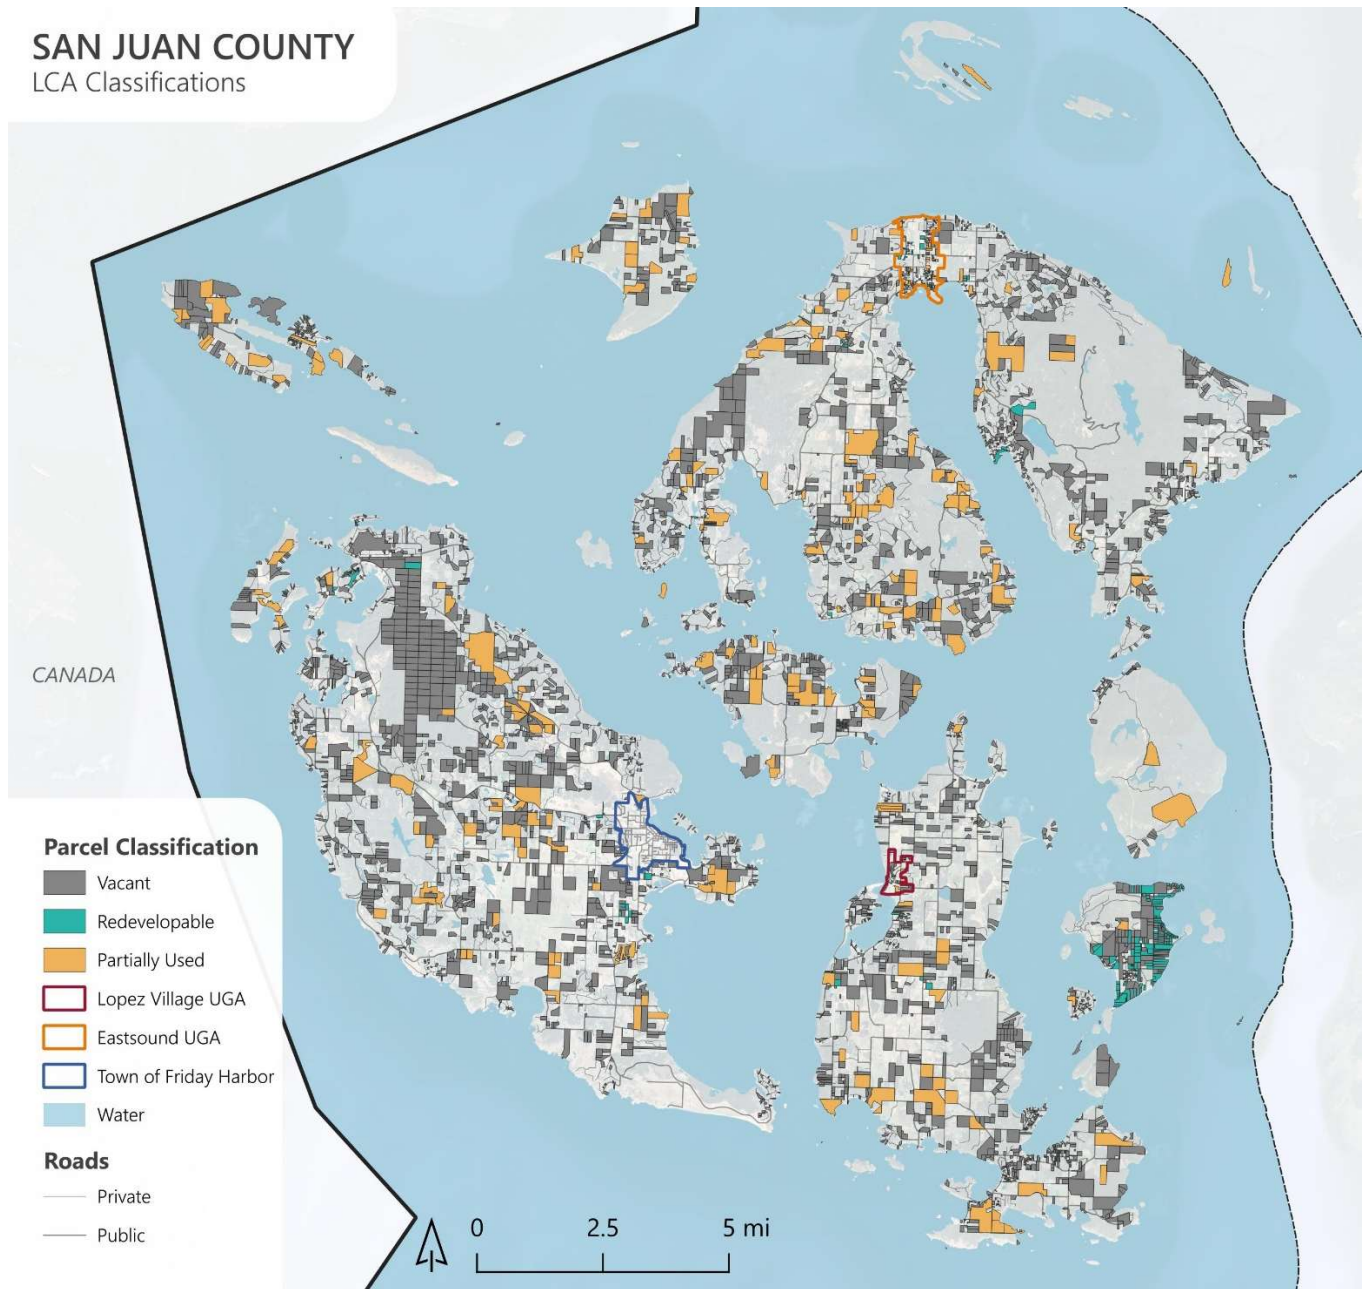 SAN JUAN COUNTY
LCA Classifications
CANADA
Parcel Classification
Vacant
Redevelopable
Partially Used
Lopez Village UGA
Eastsound UGA
Town of Friday Harbor
Water
Roads
Private
Public
0 2.5 5 mi